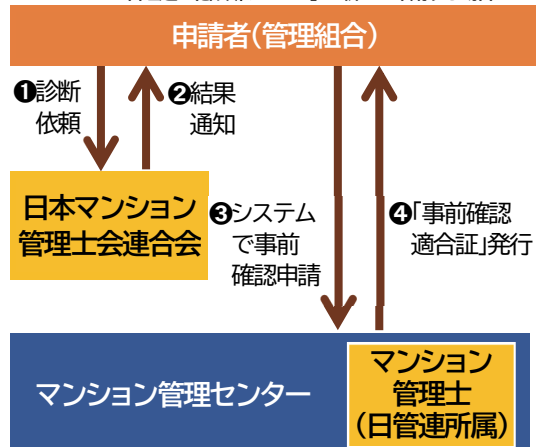 申請者(管理組合)
❶診断
依頼
❷結果
通知
日本マンション
管理士会連合会
❸システム
で事前
確認申請
❹「事前確認
適合証」発行
マンション管理センター
マンション
管理士
(日管連所属)